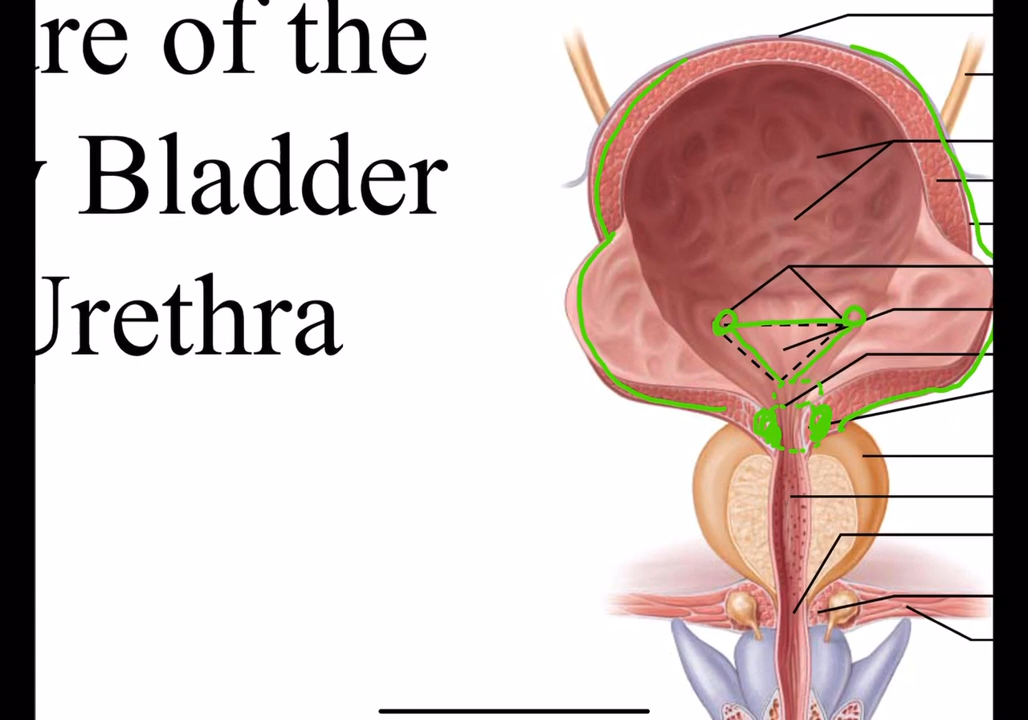 re of the
Bladder
Urethra